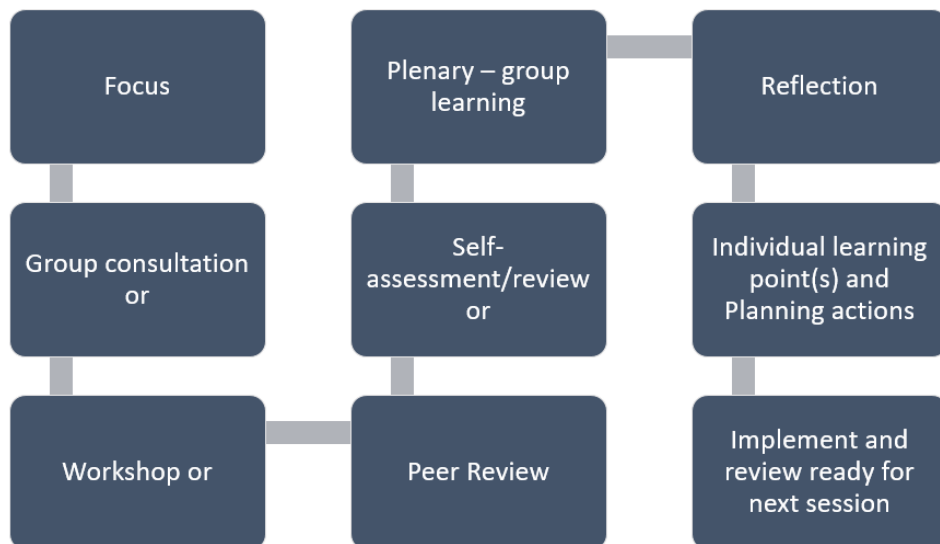 Focus
Group consultation
or
Workshop or
Peer Review
Self-
assessment/review
or
Plenary – group
learning
Reflection
Individual learning
point(s) and
Planning actions
Implement and
review ready for
next session